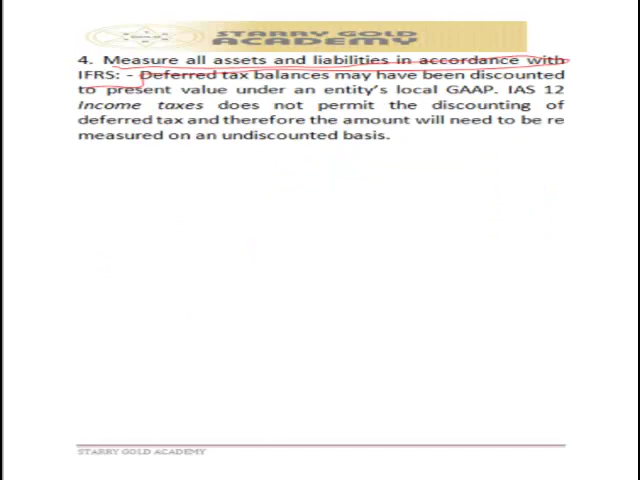 STARRY GOLD
ACADEMY
4. Measure all assets and liabilities in accordance with
IFRS: - Deferred tax balances may have been discounted
to present value under an entity's local GAAP. IAS 12
Income taxes does not permit the discounting of
deferred tax and therefore the amount will need to be re
measured on an undiscounted basis.
STARRY GOLD ACADEMY